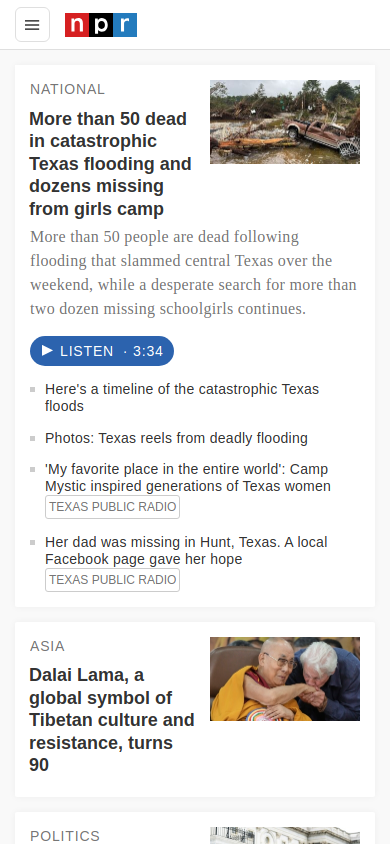 npr
NATIONAL
More than 50 dead
in catastrophic
Texas flooding and
dozens missing
from girls camp
More than 50 people are dead following
flooding that slammed central Texas over the
weekend, while a desperate search for more than
two dozen missing schoolgirls continues.
LISTEN · 3:34
Here's a timeline of the catastrophic Texas
floods
Photos: Texas reels from deadly flooding
'My favorite place in the entire world': Camp
Mystic inspired generations of Texas women
TEXAS PUBLIC RADIO
Her dad was missing in Hunt, Texas. A local
Facebook page gave her hope
TEXAS PUBLIC RADIO
ASIA
Dalai Lama, a
global symbol of
Tibetan culture and
resistance, turns
90
POLITICS